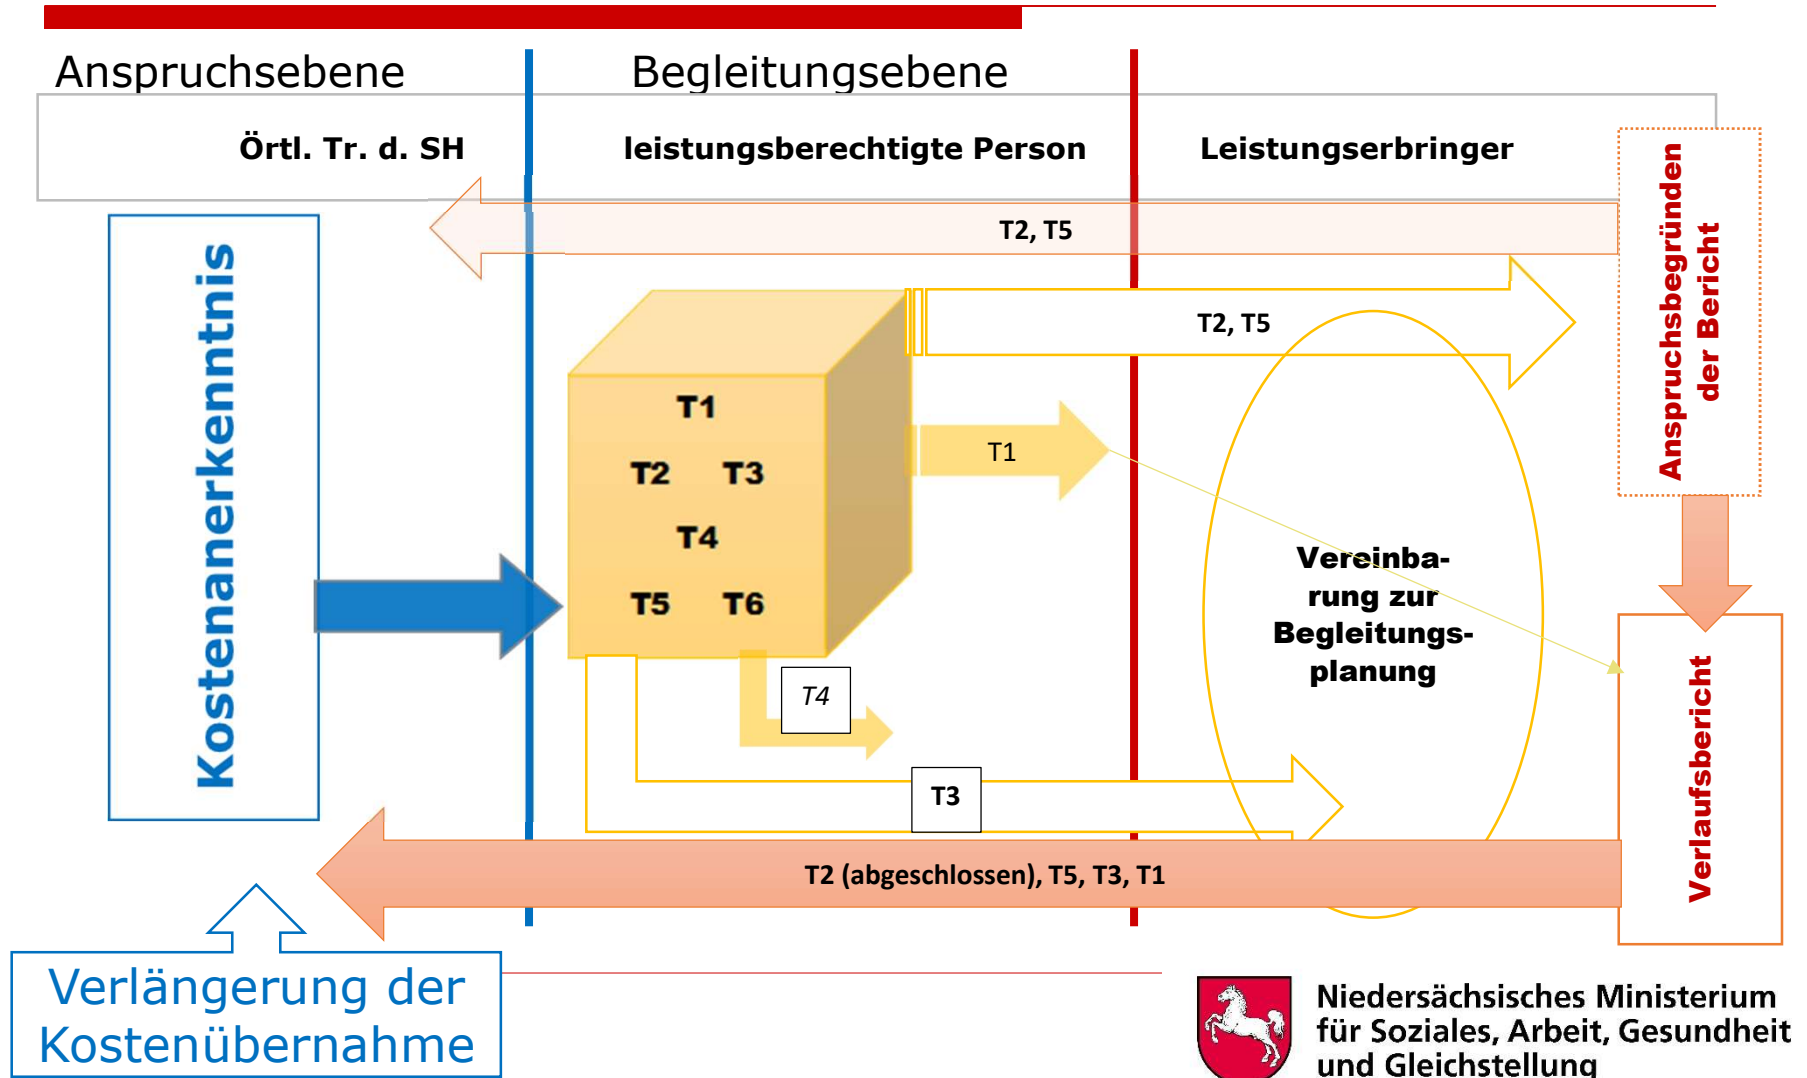 Anspruchsebene
Begleitungsebene
Örtl. Tr. d. SH
leistungsberechtigte Person
Leistungserbringer
Anspruchsbegründen
der Bericht
T2, T5
Kostenanerkenntnis
T2, T5
T1
T2 T3
T4
T5 T6
T1
Vereinba-
rung zur
Begleitungs-
planung
T4
T3
Verlaufsbericht
T2 (abgeschlossen), T5, T3, T1
Verlängerung der
Kostenübernahme
Niedersächsisches Ministerium
für Soziales, Arbeit, Gesundheit
und Gleichstellung